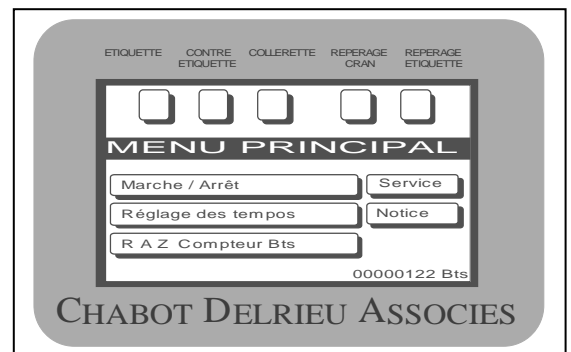 ETIQUETTE CONTRE ETIQUETTE COLLERETTE REPERAGE CRAN REPERAGE ETIQUETTE
MENU PRINCIPAL
Marche / Arrêt Service
Réglage des tempos Notice
R A Z Compteur Bts
00000122 Bts
CHABOT DELRIEU ASSOCIES